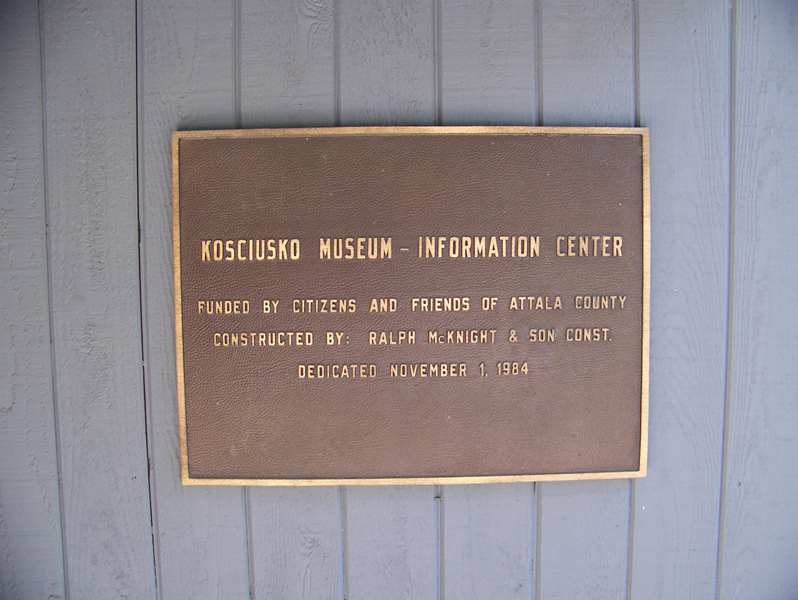 KOSCIUSKO MUSEUM - INFORMATION CENTER
FUNDED BY CITIZENS AND FRIENDS OF ATTALA COUNTY
CONSTRUCTED BY: RALPH McKNIGHT & SON CONST.
DEDICATED NOVEMBER 1, 1984